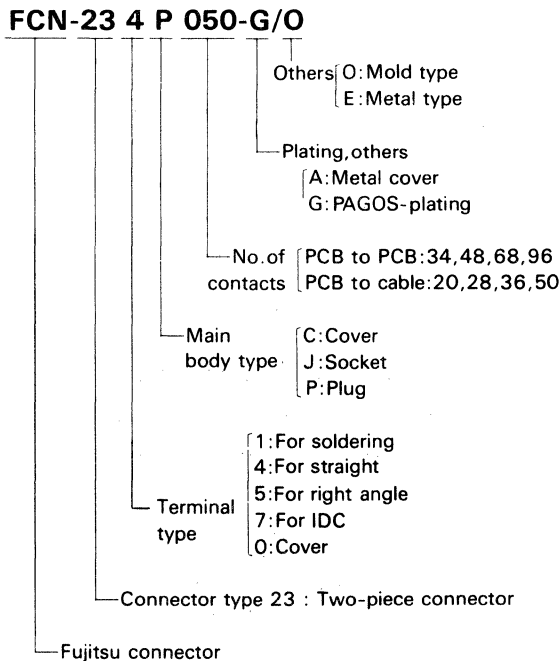 FCN-23 4 P 050-G/O
Others O:Mold type
E:Metal type
Plating,others
A:Metal cover
G:PAGOS-plating
No.of PCB to PCB:34,48,68,96
contacts PCB to cable:20,28,36,50
Main C:Cover
body type J:Socket
P:Plug
1:For soldering
4:For straight
5:For right angle
Terminal 7:For IDC
type O:Cover
Connector type 23 : Two-piece connector
Fujitsu connector